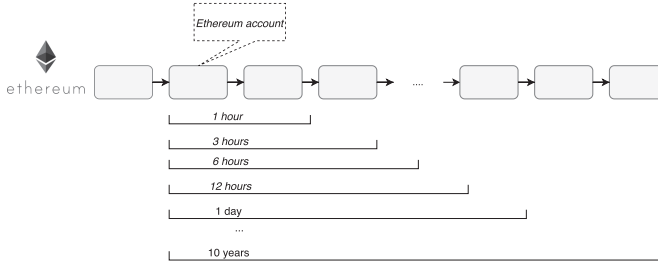 Ethereum account
ethereum
....
1 hour
3 hours
6 hours
12 hours
1 day
...
10 years